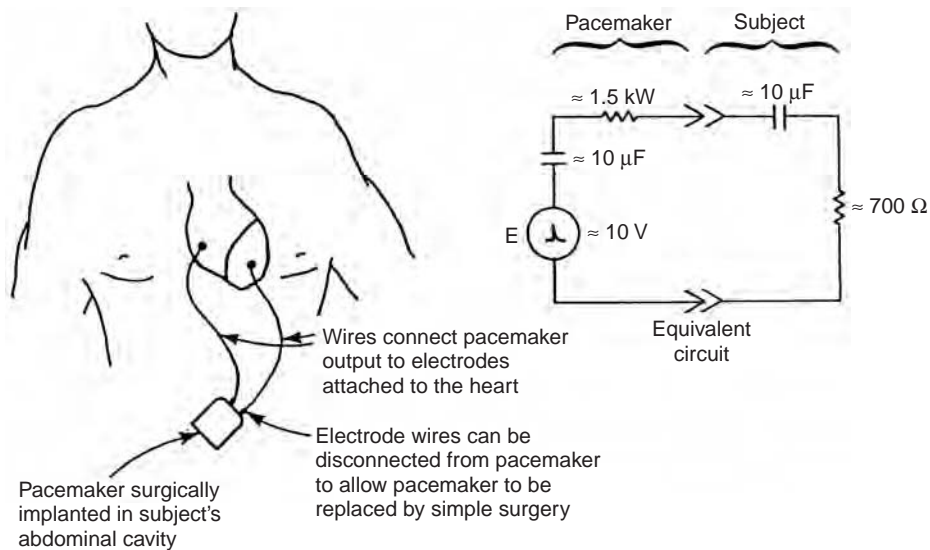 Pacemaker
Subject
≈ 1.5 kW
≈ 10 μF
≈ 10 μF
≈ 700 Ω
E
≈ 10 V
Equivalent
circuit
Wires connect pacemaker
output to electrodes
attached to the heart
Electrode wires can be
disconnected from pacemaker
to allow pacemaker to be
replaced by simple surgery
Pacemaker surgically
implanted in subject's
abdominal cavity